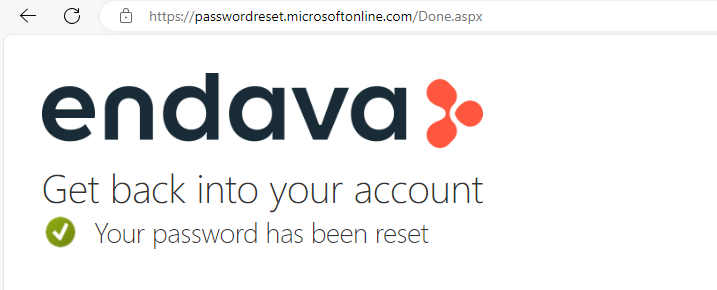 https://passwordreset.microsoftonline.com/Done.aspx
endava
Get back into your account
Your password has been reset